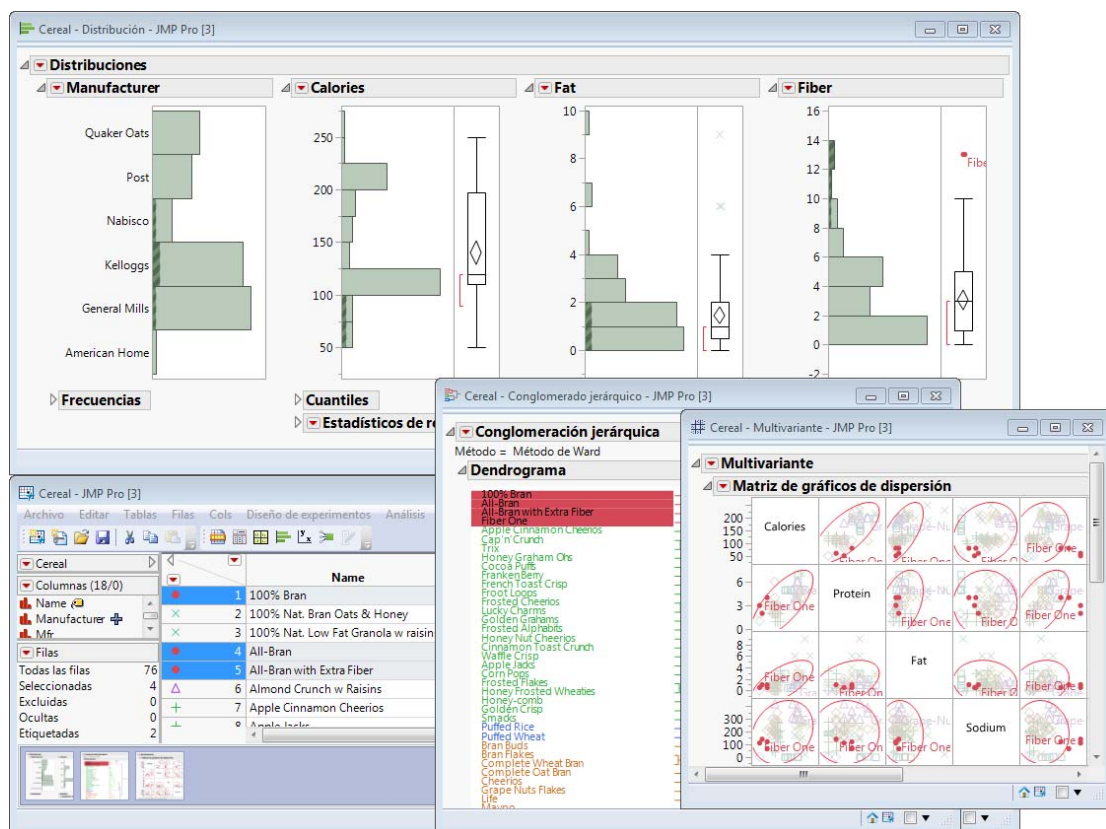 Cereal - Distribución - JMP Pro [3]
Distribuciones
Manufacturer
Calories
Fat
Fiber
Quaker Oats
Post
Nabisco
Kelloggs
General Mills
American Home
250
200
150
100
50
10
8
6
4
2
0
16
14
12
10
8
6
4
2
0
-2
Fibe
Frecuencias
Cuantiles
Estadísticos de re
Cereal - Conglomerado jerárquico - JMP Pro [3]
Conglomeración jerárquica
Método = Método de Ward
Dendrograma
100% Bran
All-Bran
All-Bran with Extra Fiber
Fiber One
Apple Cinnamon Cheerios
Cap'n'Crunch
Trix
Honey Graham Ohs
Cocoa Puffs
FrankenBerry
French Toast Crisp
Froot Loops
Frosted Cheerios
Lucky Charms
Golden Grahams
Frosted Alphabits
Honey Nut Cheerios
Cinnamon Toast Crunch
Waffle Crisp
Apple Jacks
Corn Pops
Frosted Flakes
Honey Frosted Wheaties
Honey-comb
Golden Crisp
Smacks
Puffed Rice
Puffed Wheat
Bran Buds
Bran Flakes
Complete Wheat Bran
Complete Oat Bran
Cheerios
Grape Nuts Flakes
Life
Cereal - Multivariante - JMP Pro [3]
Multivariante
Matriz de gráficos de dispersión
200
150
100
50
Calories
6
3
0
Fiber One
Protein
Fiber One
Fiber One
Fiber One
8
6
4
2
0
Fat
300
200
100
0
Fiber One
Fiber On
Fiber One
Sodium
Fiber One
Cereal - JMP Pro [3]
Archivo Editar Tablas Filas Cols Diseño de experimentos Análisis
Cereal
Columnas (18/0)
Name
Manufacturer
Mfr
Filas
Todas las filas 76
Seleccionadas 4
Excluidas 0
Ocultas 0
Etiquetadas 2
Name
1 100% Bran
2 100% Nat. Bran Oats & Honey
3 100% Nat. Low Fat Granola w raisin
4 All-Bran
5 All-Bran with Extra Fiber
6 Almond Crunch w Raisins
7 Apple Cinnamon Cheerios
8 Apple Jacks